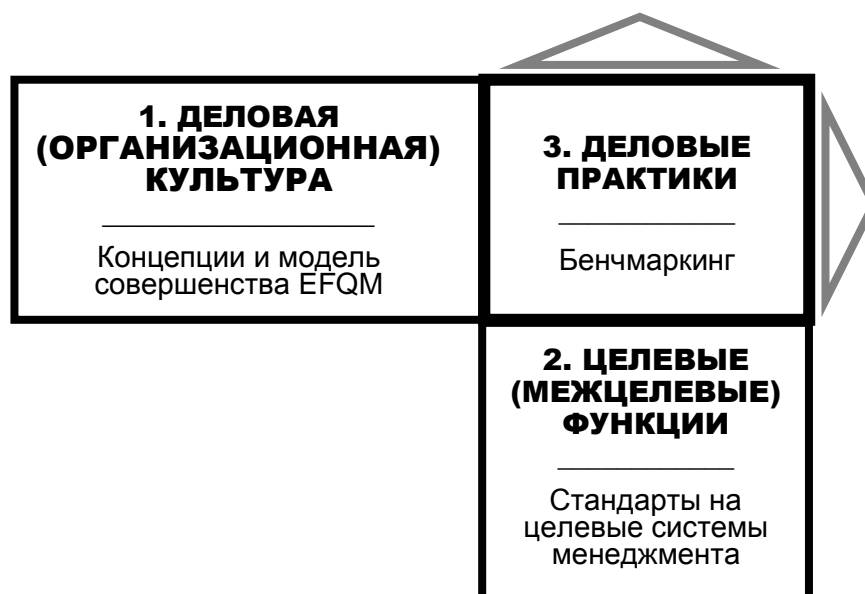 1. ДЕЛОВАЯ
(ОРГАНИЗАЦИОННАЯ)
КУЛЬТУРА
Концепции и модель
совершенства EFQM
3. ДЕЛОВЫЕ
ПРАКТИКИ
Бенчмаркинг
2. ЦЕЛЕВЫЕ
(МЕЖЦЕЛЕВЫЕ)
ФУНКЦИИ
Стандарты на
целевые системы
менеджмента